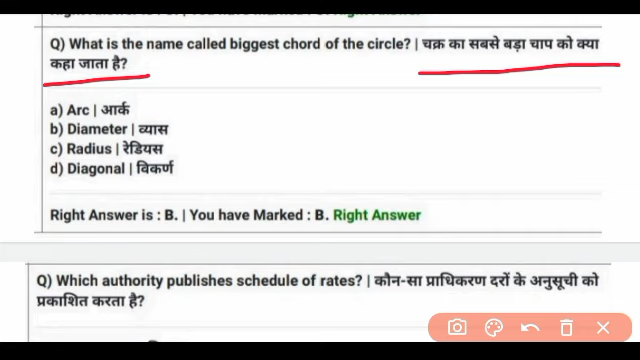 Q) What is the name called biggest chord of the circle? | चक्र का सबसे बड़ा चाप को क्या
कहा जाता है?
a) Arc | आर्क
b) Diameter | व्यास
c) Radius | रेडियस
d) Diagonal | विकर्ण
Right Answer is : B. | You have Marked : B. Right Answer
Q) Which authority publishes schedule of rates? | कौन-सा प्राधिकरण दरों के अनुसूची को
प्रकाशित करता है?